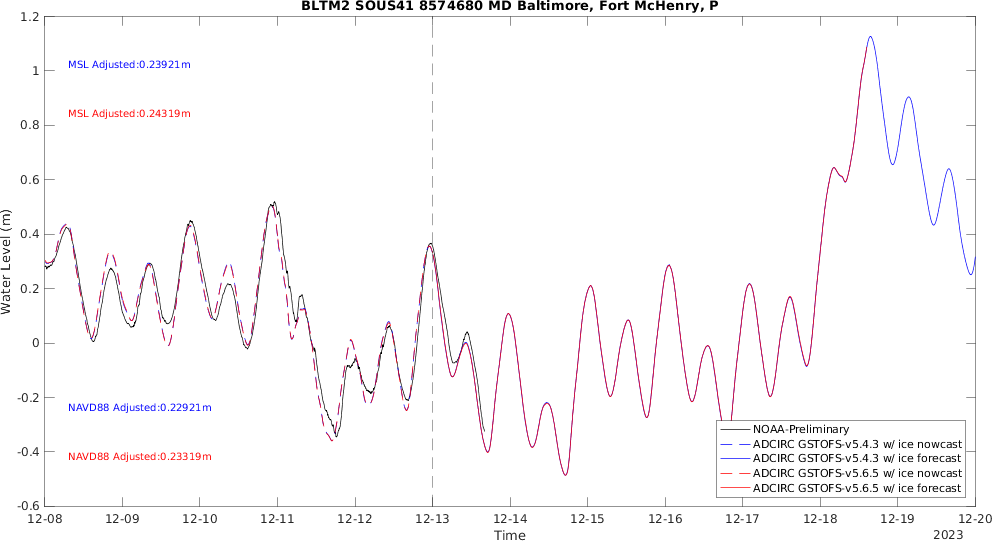 BLTM2 SOUS41 8574680 MD Baltimore, Fort McHenry, P
1.2
1
0.8
0.6
0.4
0.2
0
-0.2
-0.4
-0.6
Water Level (m)
MSL Adjusted:0.23921m
MSL Adjusted:0.24319m
NAVD88 Adjusted:0.22921m
NAVD88 Adjusted:0.23319m
NOAA-Preliminary
ADCIRC GSTOFS-v5.4.3 w/ ice nowcast
ADCIRC GSTOFS-v5.4.3 w/ ice forecast
ADCIRC GSTOFS-v5.6.5 w/ ice nowcast
ADCIRC GSTOFS-v5.6.5 w/ ice forecast
12-08 12-09 12-10 12-11 12-12 12-13 12-14 12-15 12-16 12-17 12-18 12-19 12-20
Time
2023